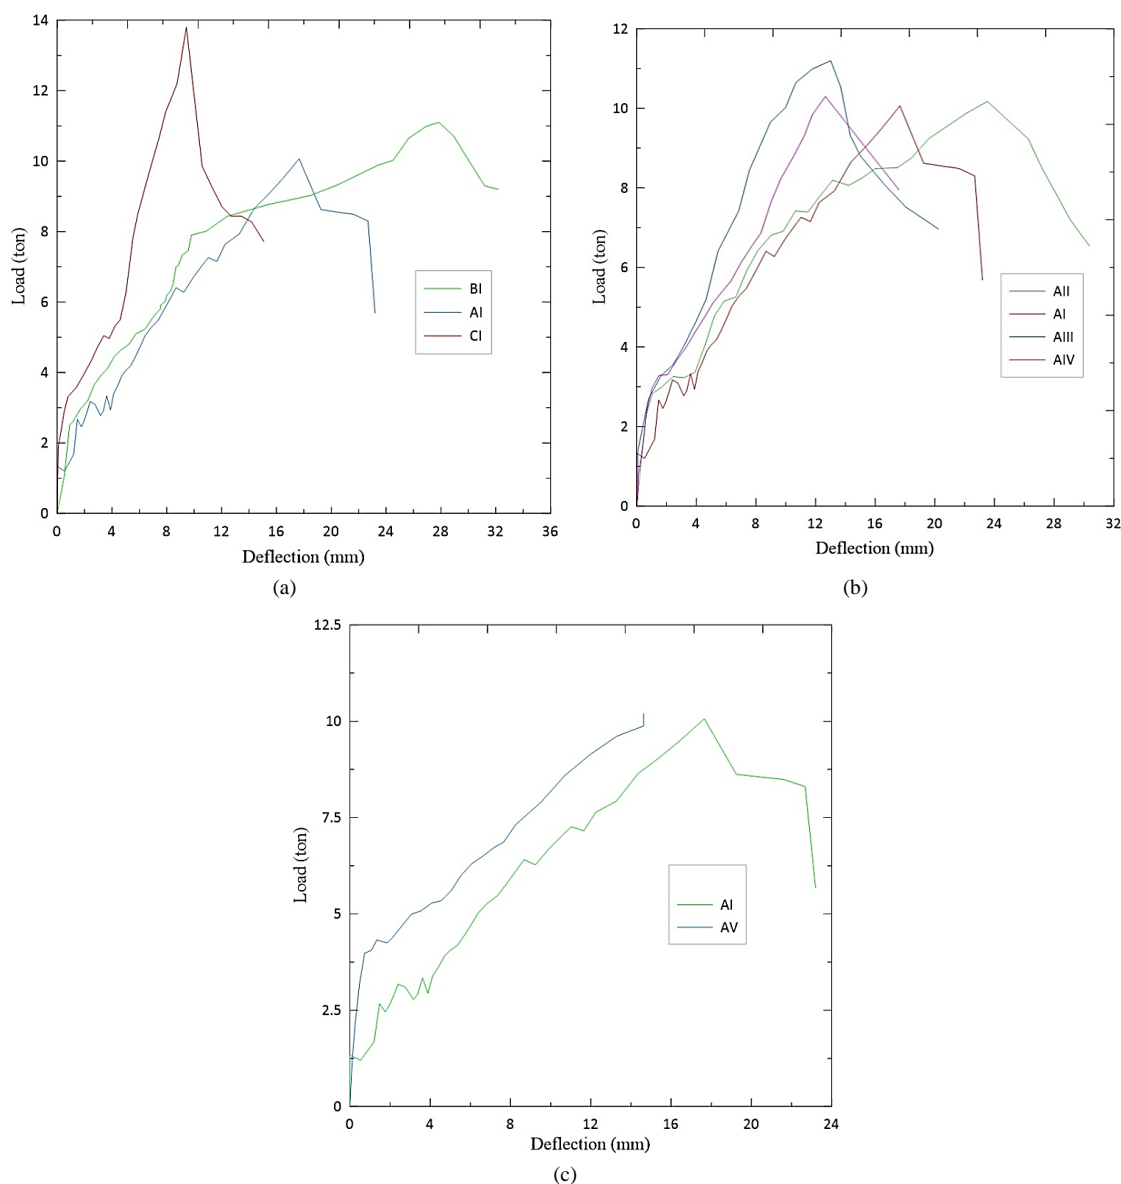 14
12
10
8
6
4
2
0
Load (ton)
0 4 8 12 16 20 24 28 32 36
Deflection (mm)
BI
AI
CI
(a)
12
10
8
6
4
2
0
Load (ton)
0 4 8 12 16 20 24 28 32
Deflection (mm)
AII
AI
AIII
AIV
(b)
12.5
10
7.5
5
2.5
0
Load (ton)
0 4 8 12 16 20 24
Deflection (mm)
AI
AV
(c)